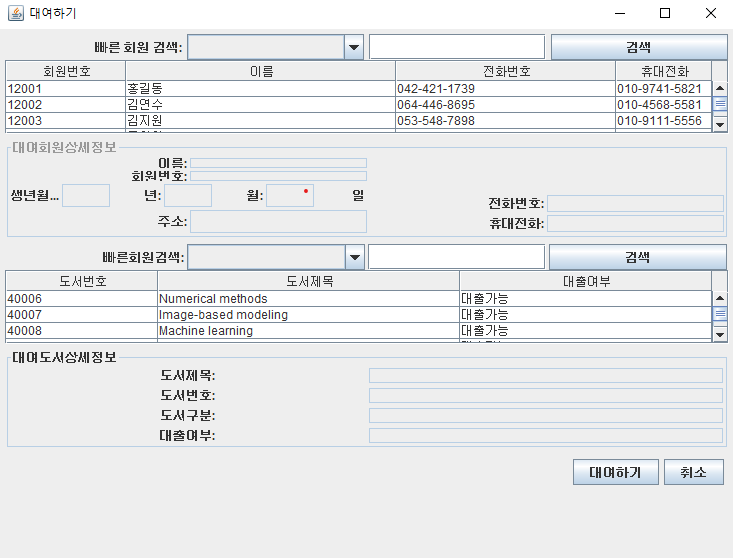 대여하기
빠른 회원 검색: 검색
회원번호 이름 전화번호 휴대전화
12001 홍길동 042-421-1739 010-9741-5821
12002 김연수 064-446-8695 010-4568-5581
12003 김지원 053-548-7898 010-9111-5556
대여회원상세정보
이름:
회원번호:
생년월... 년: 월: 일
전화번호:
주소:
휴대전화:
빠른회원검색: 검색
도서번호 도서제목 대출여부
40006 Numerical methods 대출가능
40007 Image-based modeling 대출가능
40008 Machine learning 대출가능
대여도서상세정보
도서제목:
도서번호:
도서구분:
대출여부:
대여하기 취소